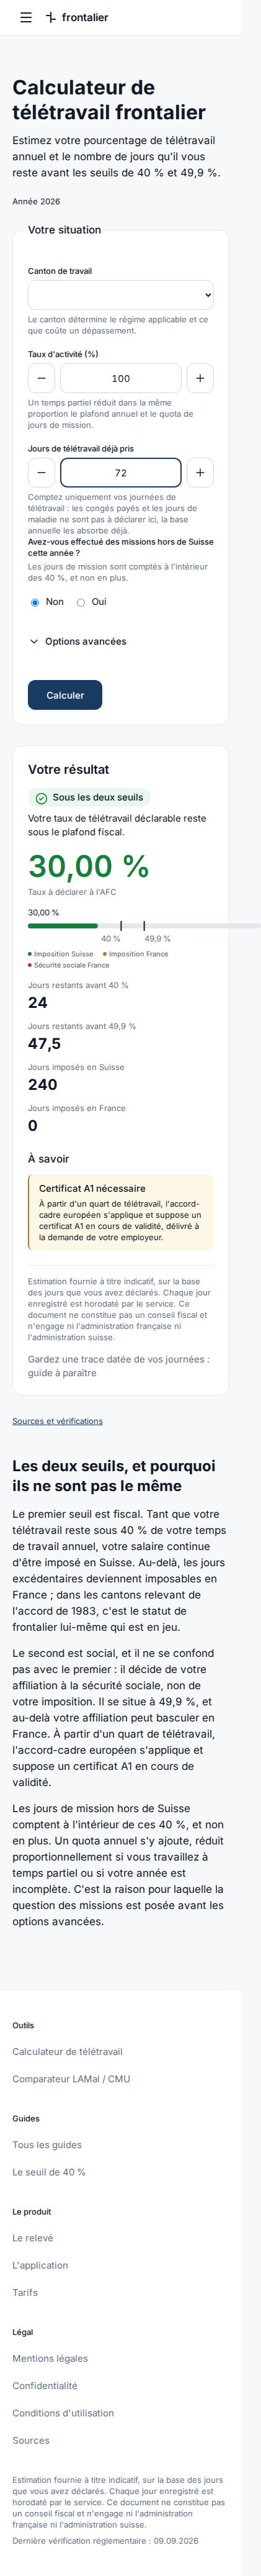 frontalier
Calculateur de
télétravail frontalier
Estimez votre pourcentage de télétravail
annuel et le nombre de jours qu'il vous
reste avant les seuils de 40 % et 49,9 %.
Année 2026
Votre situation
Canton de travail
Le canton détermine le régime applicable et ce
que coûte un dépassement.
Taux d'activité (%)
100
Un temps partiel réduit dans la même
proportion le plafond annuel et le quota de
jours de mission.
Jours de télétravail déjà pris
72
Comptez uniquement vos journées de
télétravail : les congés payés et les jours de
maladie ne sont pas à déclarer ici, la base
annuelle les absorbe déjà.
Avez-vous effectué des missions hors de Suisse
cette année ?
Les jours de mission sont comptés à l'intérieur
des 40 %, et non en plus.
Non Oui
Options avancées
Calculer
Votre résultat
Sous les deux seuils
Votre taux de télétravail déclarable reste
sous le plafond fiscal.
30,00 %
Taux à déclarer à l'AFC
30,00 %
40 % 49,9 %
Imposition Suisse Imposition France
Sécurité sociale France
Jours restants avant 40 %
24
Jours restants avant 49,9 %
47,5
Jours imposés en Suisse
240
Jours imposés en France
0
À savoir
Certificat A1 nécessaire
À partir d'un quart de télétravail, l'accord-
cadre européen s'applique et suppose un
certificat A1 en cours de validité, délivré à
la demande de votre employeur.
Estimation fournie à titre indicatif, sur la base
des jours que vous avez déclarés. Chaque jour
enregistré est horodaté par le service. Ce
document ne constitue pas un conseil fiscal et
n'engage ni l'administration française ni
l'administration suisse.
Gardez une trace datée de vos journées :
guide à paraître
Sources et vérifications
Les deux seuils, et pourquoi
ils ne sont pas le même
Le premier seuil est fiscal. Tant que votre
télétravail reste sous 40 % de votre temps
de travail annuel, votre salaire continue
d'être imposé en Suisse. Au-delà, les jours
excédentaires deviennent imposables en
France ; dans les cantons relevant de
l'accord de 1983, c'est le statut de
frontalier lui-même qui est en jeu.
Le second est social, et il ne se confond
pas avec le premier : il décide de votre
affiliation à la sécurité sociale, non de
votre imposition. Il se situe à 49,9 %, et
au-delà votre affiliation peut basculer en
France. À partir d'un quart de télétravail,
l'accord-cadre européen s'applique et
suppose un certificat A1 en cours de
validité.
Les jours de mission hors de Suisse
comptent à l'intérieur de ces 40 %, et non
en plus. Un quota annuel s'y ajoute, réduit
proportionnellement si vous travaillez à
temps partiel ou si votre année est
incomplète. C'est la raison pour laquelle la
question des missions est posée avant les
options avancées.
Outils
Calculateur de télétravail
Comparateur LAMal / CMU
Guides
Tous les guides
Le seuil de 40 %
Le produit
Le relevé
L'application
Tarifs
Légal
Mentions légales
Confidentialité
Conditions d'utilisation
Sources
Estimation fournie à titre indicatif, sur la base des jours
que vous avez déclarés. Chaque jour enregistré est
horodaté par le service. Ce document ne constitue pas
un conseil fiscal et n'engage ni l'administration
française ni l'administration suisse.
Dernière vérification réglementaire : 09.09.2026